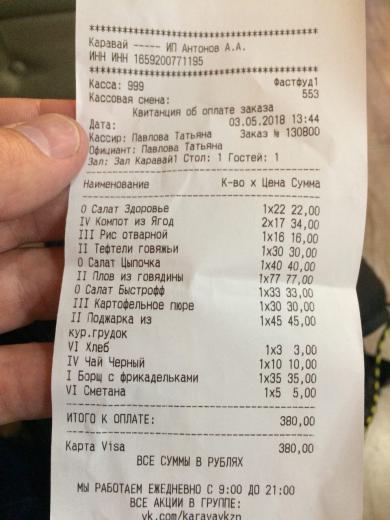 ****************************************
Каравай ----- ИП Антонов А.А.
ИНН ИНН 1659200771195
****************************************
Касса: 999 Фастфуд1
Кассовая смена: 553
Квитанция об оплате заказа
Дата: 03.05.2018 13:44
Кассир: Павлова Татьяна Заказ № 130800
Официант: Павлова Татьяна
Зал: Зал Каравай1 Стол: 1 Гостей: 1
Наименование К-во x Цена Сумма
О Салат Здоровье 1x22 22,00
IV Компот из Ягод 2x17 34,00
III Рис отварной 1x16 16,00
II Тефтели говяжьи 1x30 30,00
О Салат Цыпочка 1x40 40,00
II Плов из говядины 1x77 77,00
О Салат Быстрофф 1x33 33,00
III Картофельное пюре 1x30 30,00
II Поджарка из 1x45 45,00
кур.грудок
VI Хлеб 1x3 3,00
IV Чай Черный 1x10 10,00
I Борщ с фрикадельками 1x35 35,00
VI Сметана 1x5 5,00
ИТОГО К ОПЛАТЕ: 380,00
Карта Visa 380,00
ВСЕ СУММЫ В РУБЛЯХ
МЫ РАБОТАЕМ ЕЖЕДНЕВНО С 9:00 ДО 21:00
ВСЕ АКЦИИ В ГРУППЕ:
vk.com/karavaykzn